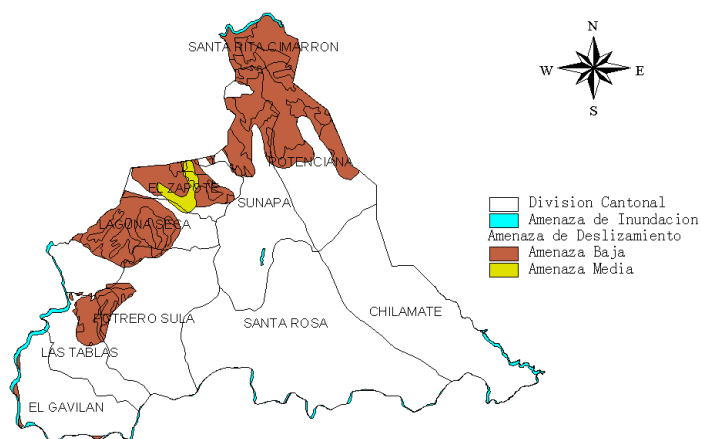 SANTA RITA CIMARRON
N
W
E
S
POTENCIANA
EL ZAPOTE
SUNAPA
LAGONA SECA
Division Cantonal
Amenaza de Inundacion
Amenaza de Deslizamiento
Amenaza Baja
Amenaza Media
POTRERO SULA
CHILAMATE
SANTA ROSA
LAS TABLAS
EL GAVILAN